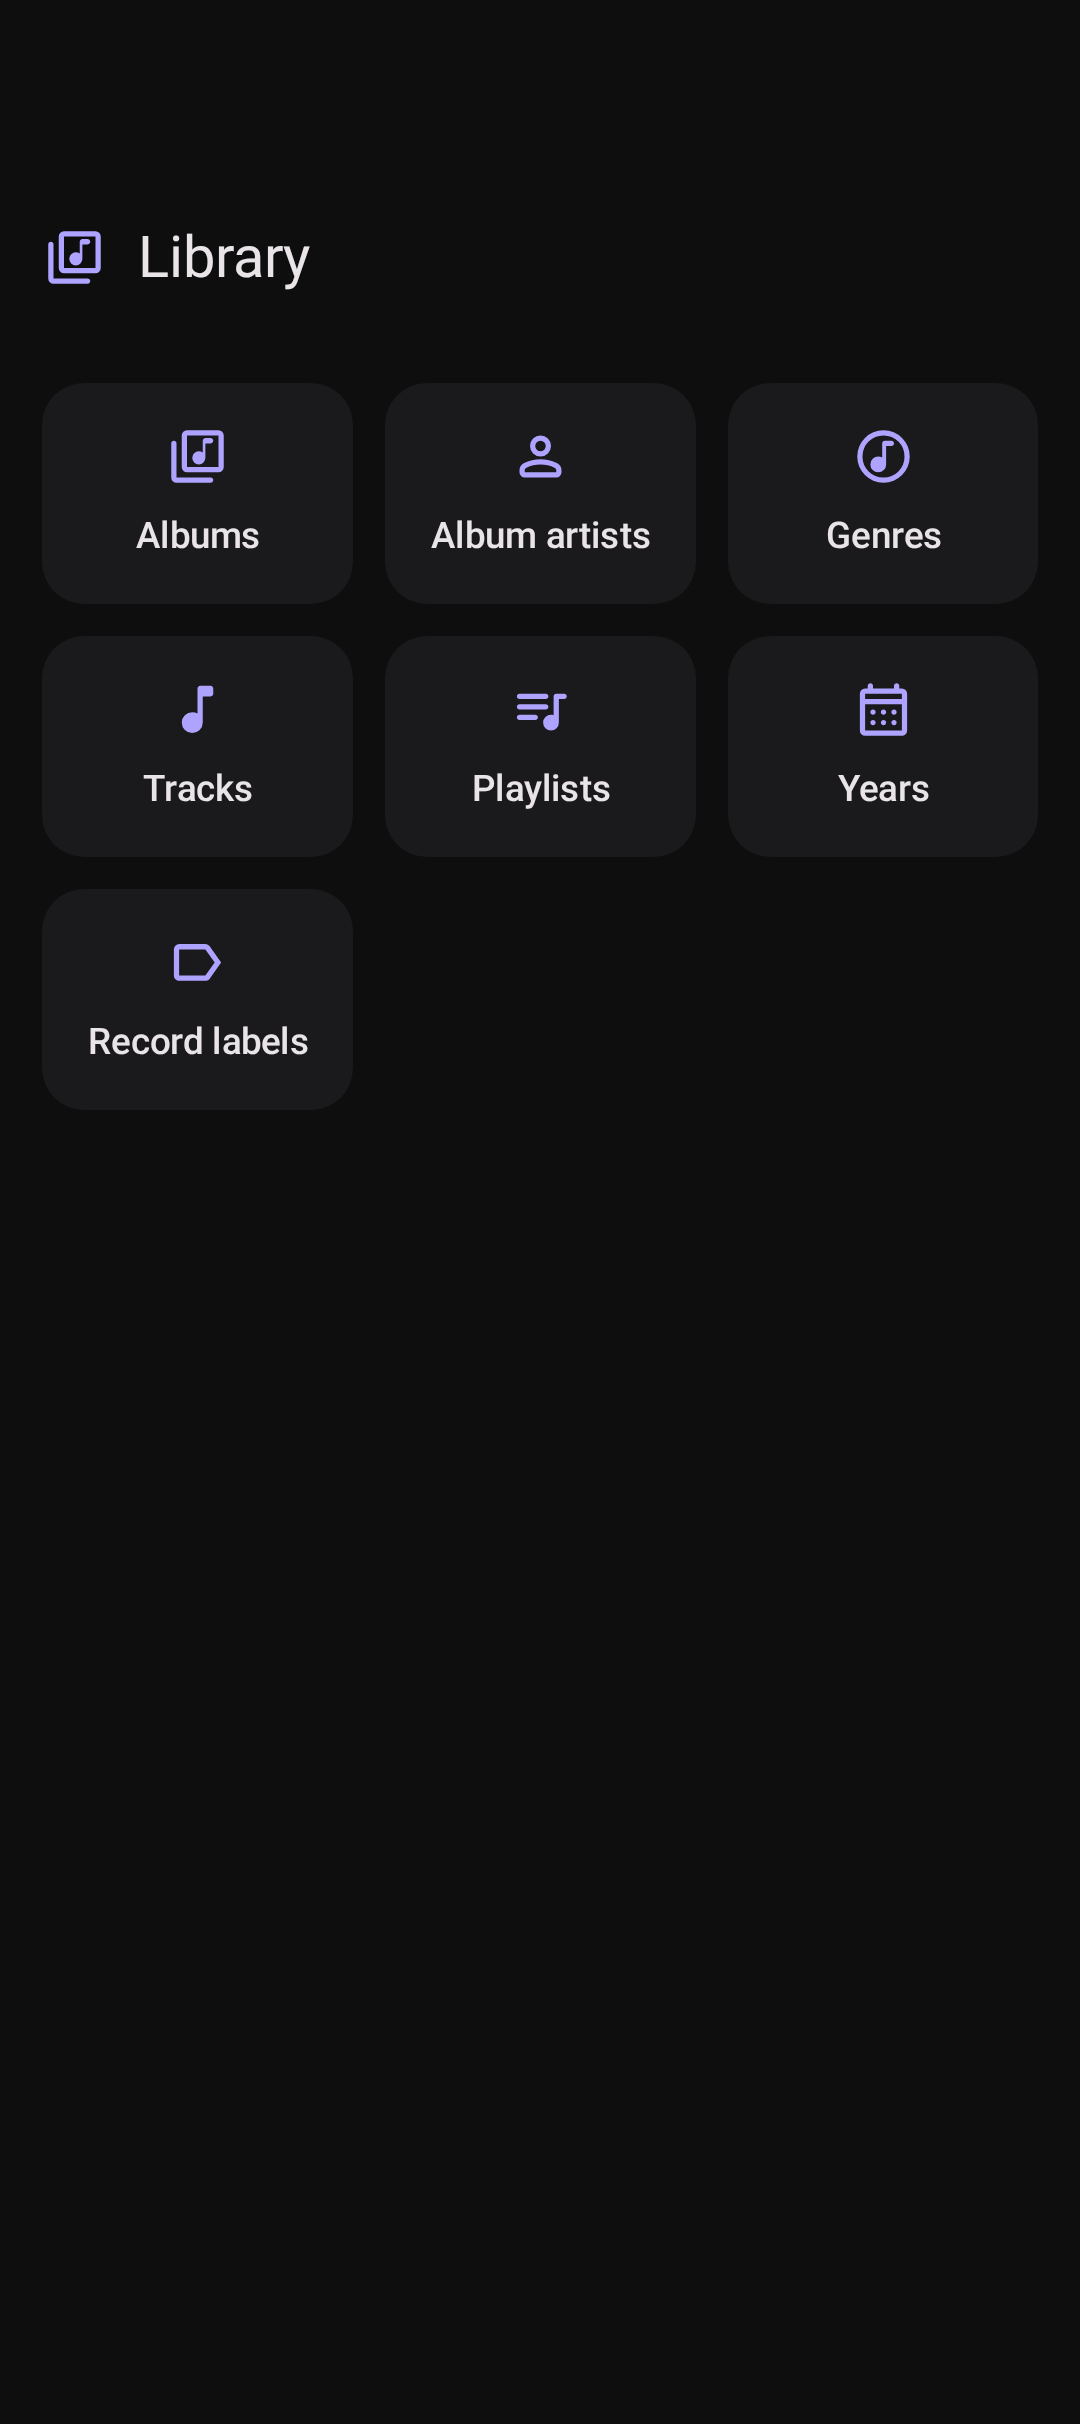 Library
Albums
Album artists
Genres
Tracks
Playlists
Years
Record labels